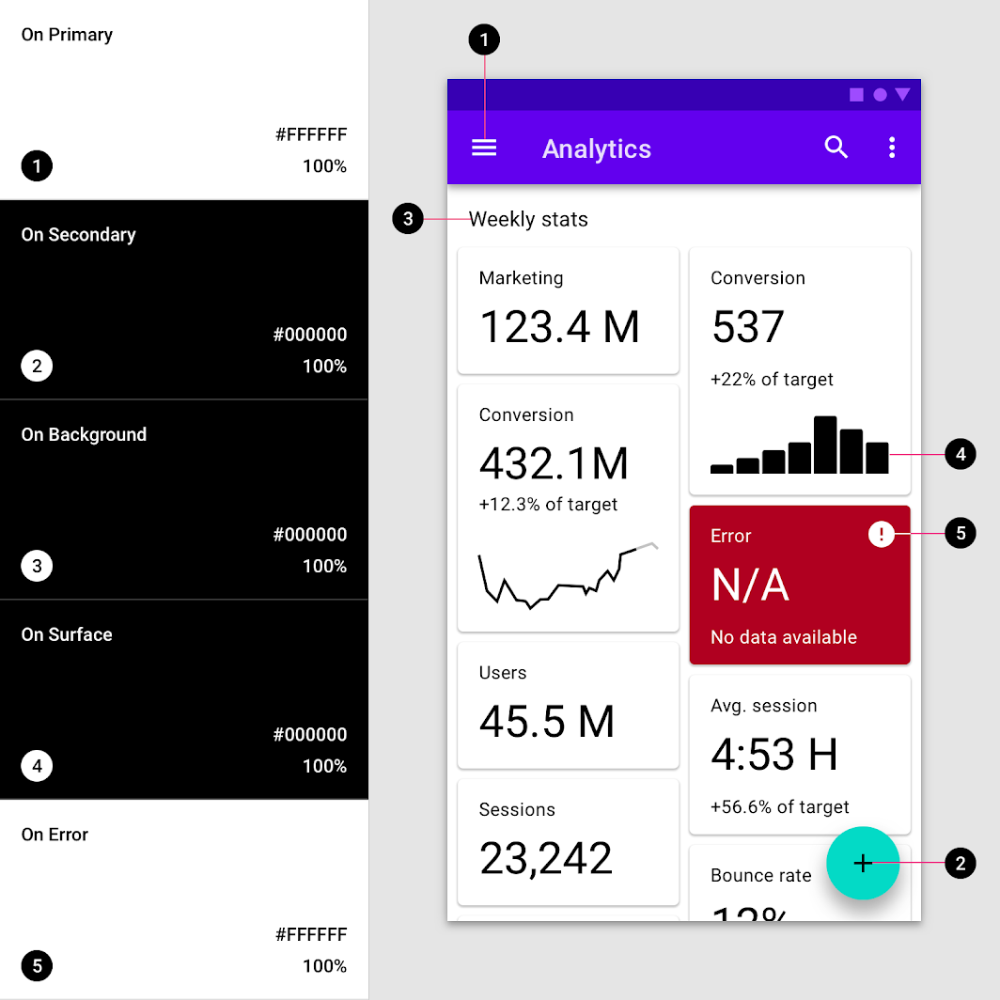 On Primary
#FFFFFF
1
100%
On Secondary
#000000
2
100%
On Background
#000000
3
100%
On Surface
#000000
4
100%
On Error
#FFFFFF
5
100%
1
Analytics
3
Weekly stats
Marketing
123.4 M
Conversion
432.1M
+12.3% of target
Users
45.5 M
Sessions
23,242
Conversion
537
+22% of target
4
Error
!
5
N/A
No data available
Avg. session
4:53 H
+56.6% of target
+
2
Bounce rate
12%